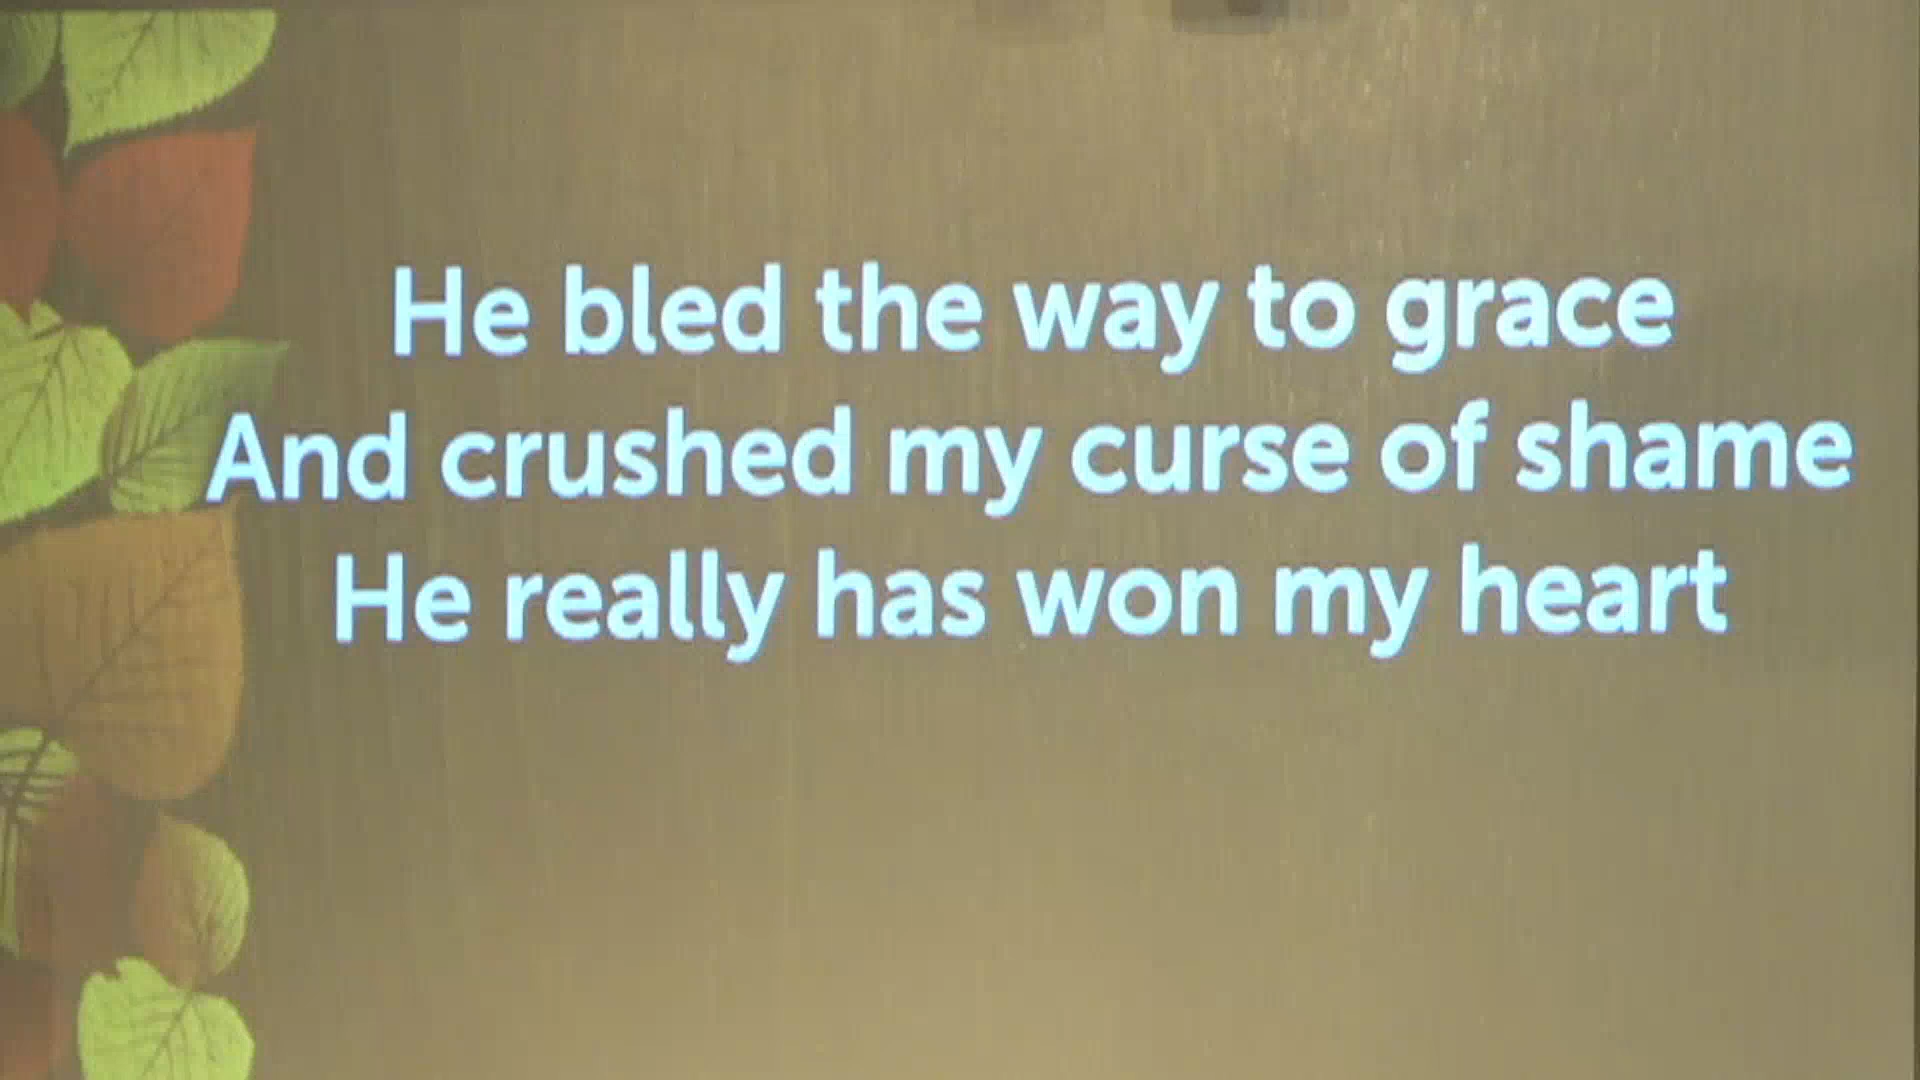 He bled the way to grace
And crushed my curse of shame
He really has won my heart